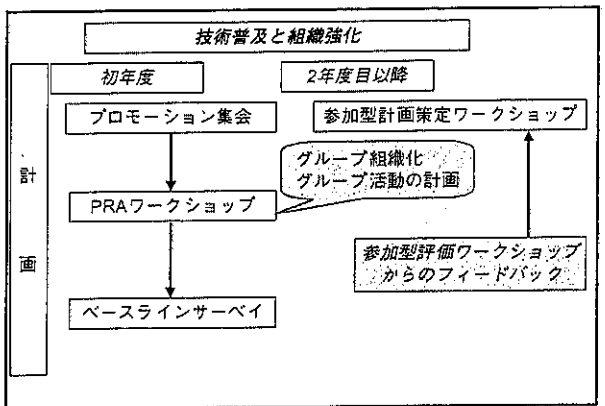 技術普及と組織強化
初年度
2年度目以降
計画
プロモーション集会
参加型計画策定ワークショップ
グループ組織化
グループ活動の計画
PRAワークショップ
参加型評価ワークショップ
からのフィードバック
ベースラインサーベイ